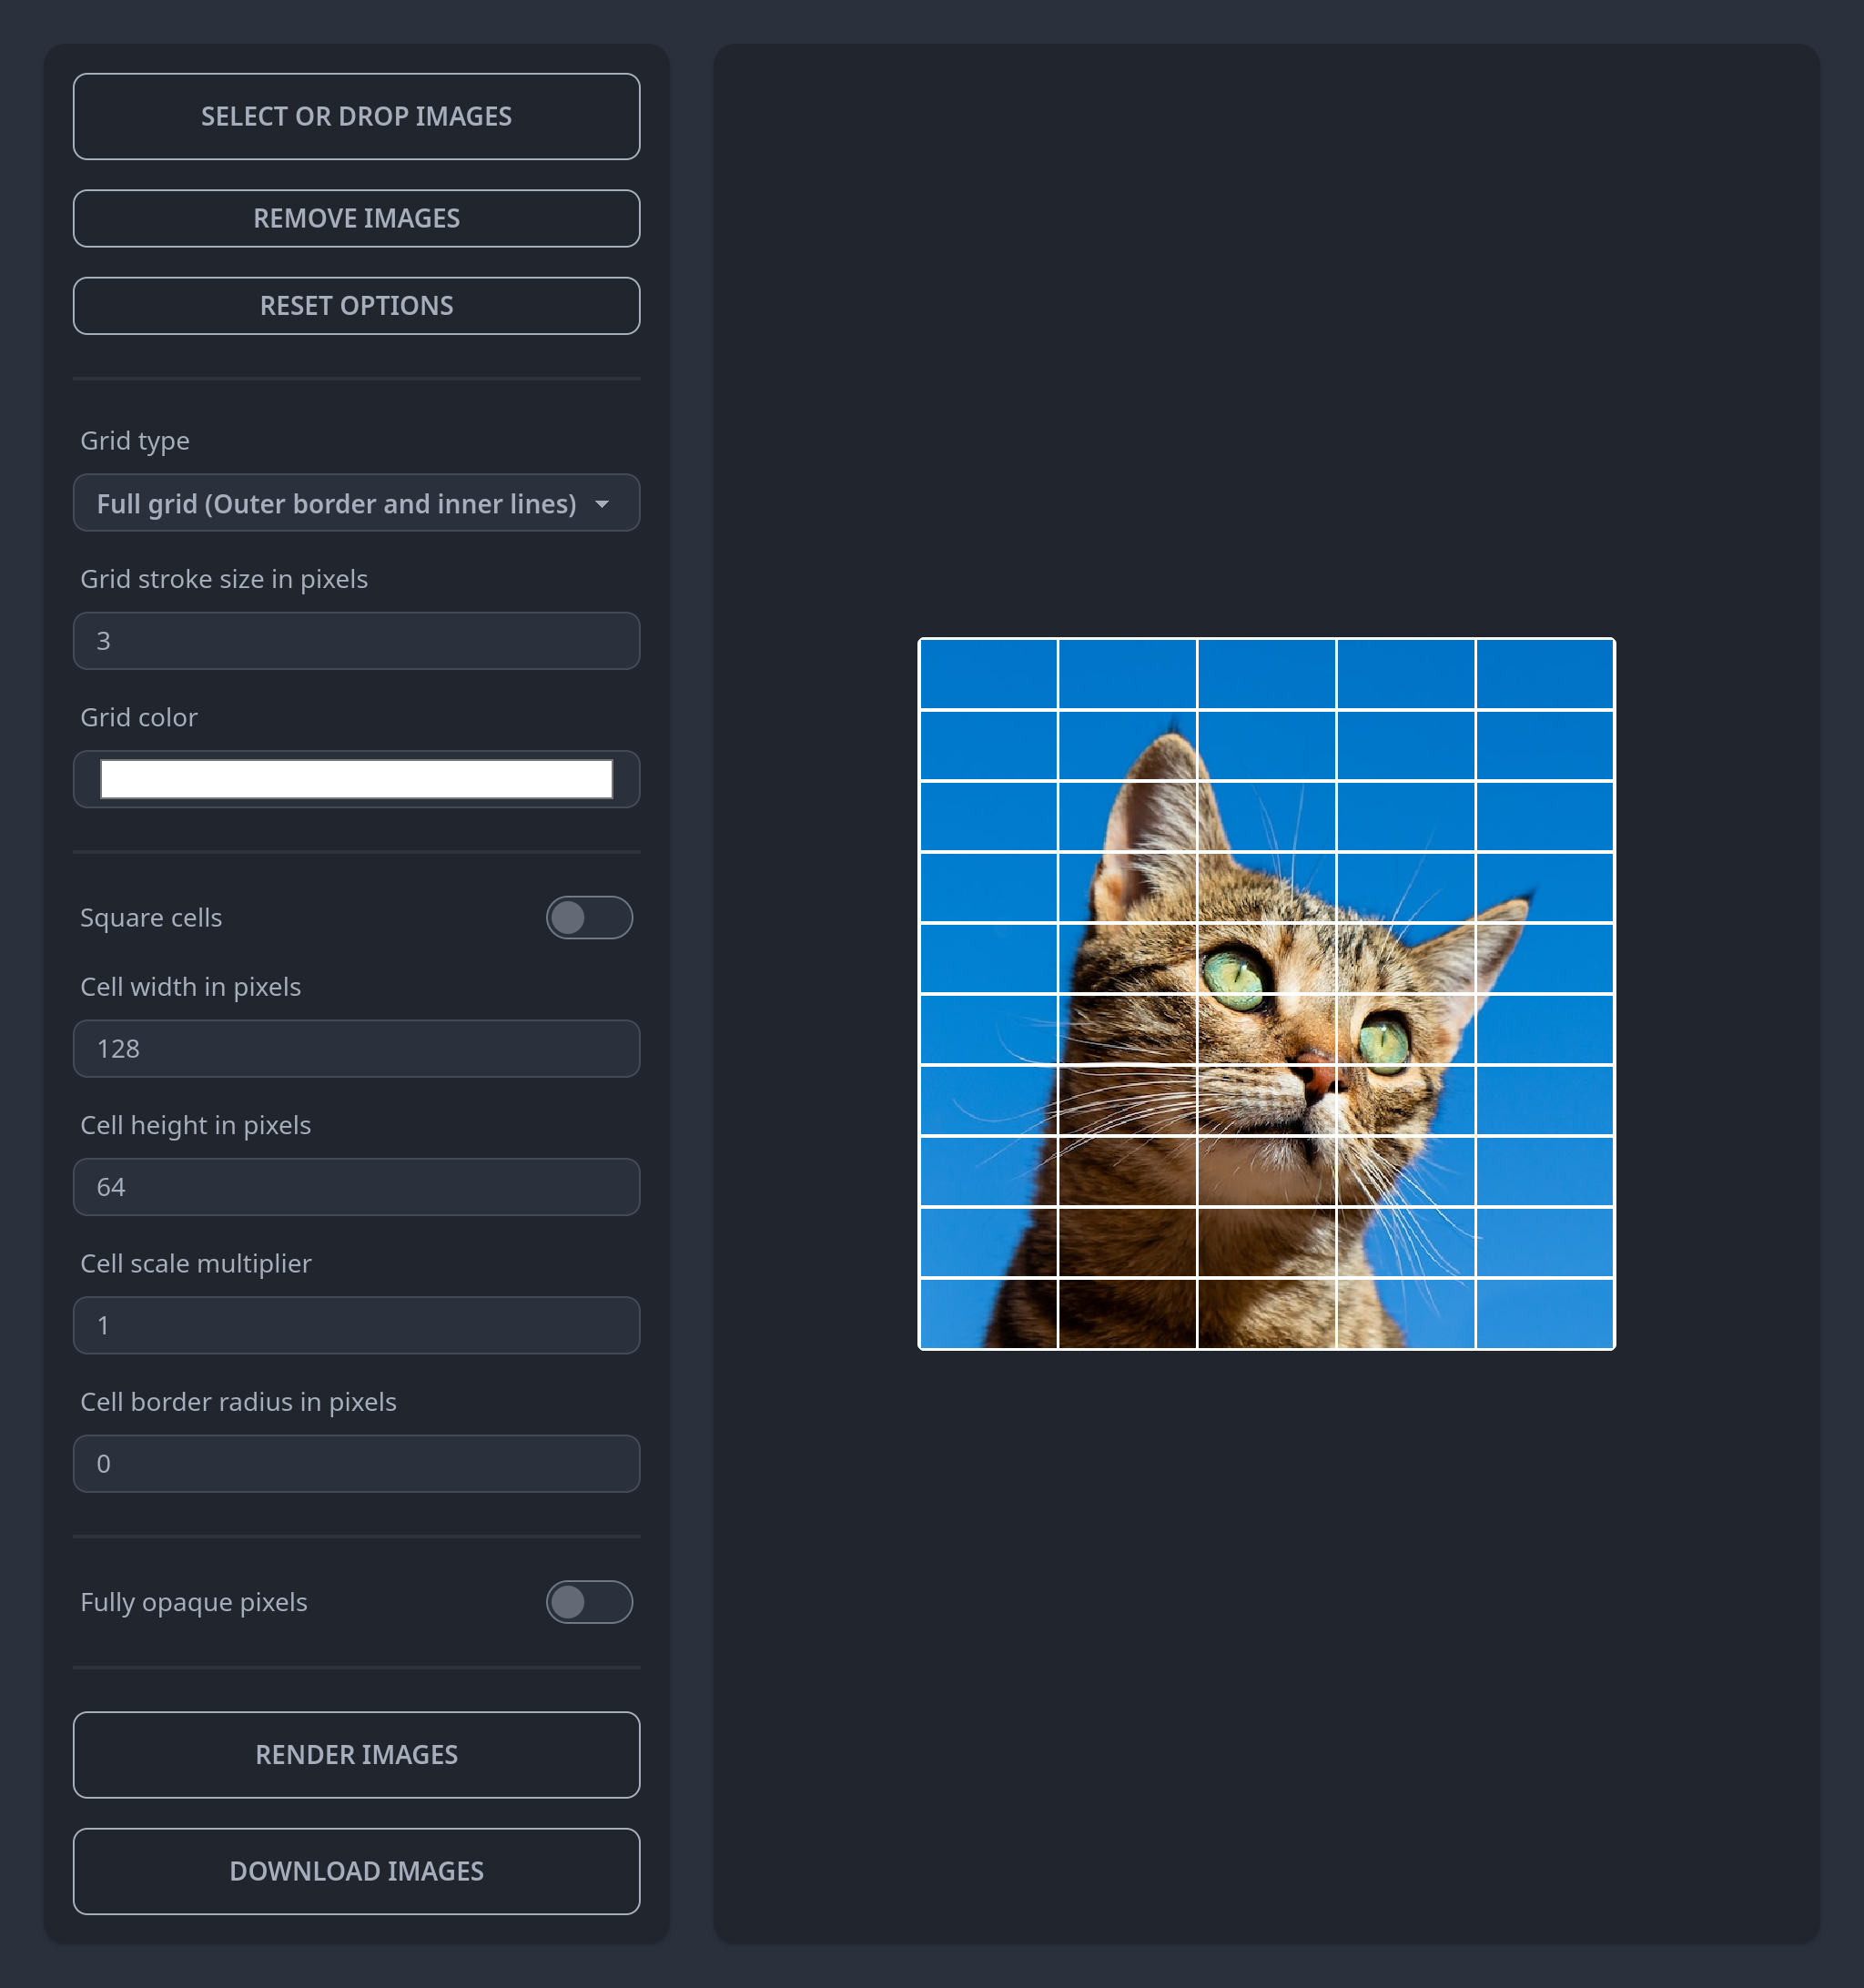 SELECT OR DROP IMAGES
REMOVE IMAGES
RESET OPTIONS
Grid type
Full grid (Outer border and inner lines)
Grid stroke size in pixels
3
Grid color
Square cells
Cell width in pixels
128
Cell height in pixels
64
Cell scale multiplier
1
Cell border radius in pixels
0
Fully opaque pixels
RENDER IMAGES
DOWNLOAD IMAGES